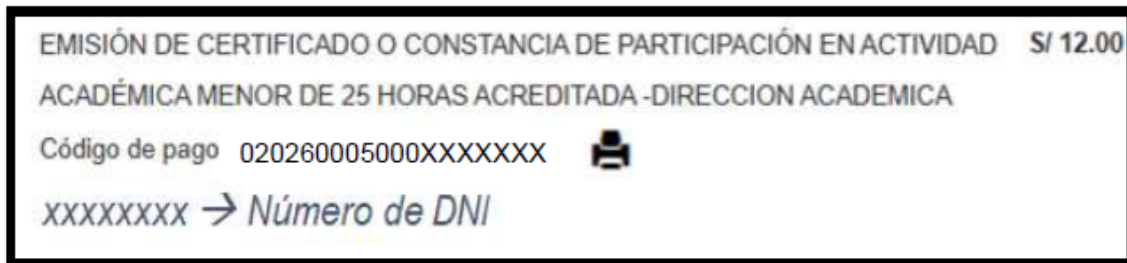 EMISIÓN DE CERTIFICADO O CONSTANCIA DE PARTICIPACIÓN EN ACTIVIDAD S/ 12.00
ACADÉMICA MENOR DE 25 HORAS ACREDITADA -DIRECCION ACADEMICA
Código de pago 020260005000XXXXXXX
xxxxxxxx → Número de DNI